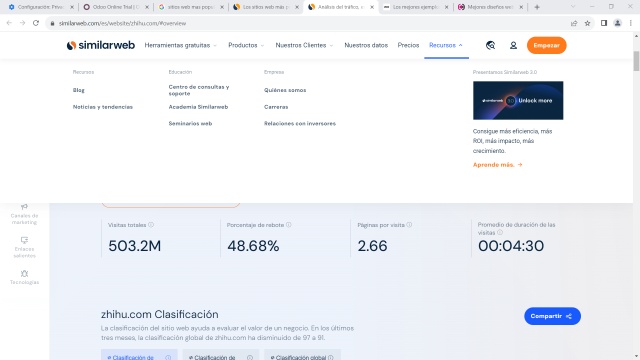 Configuración: Privac
Odoo Online Trial | O
sitios web mas popul
Los sitios web más p
Análisis del tráfico, e
Los mejores ejemplo
Mejores diseños web
similarweb.com/es/website/zhihu.com/#overview
similarweb
Herramientas gratuitas
Productos
Nuestros Clientes
Nuestros datos
Precios
Recursos
Empezar
Recursos
Blog
Noticias y tendencias
Educación
Centro de consultas y
soporte
Academia Similarweb
Seminarios web
Empresa
Quiénes somos
Carreras
Relaciones con inversores
Presentamos Similarweb 3.0
similarweb 3.0 Unlock more
Consigue más eficiencia, más
ROI, más impacto, más
crecimiento.
Aprende más. →
Canales de
marketing
Enlaces
salientes
Tecnologías
Visitas totales
503.2M
Porcentaje de rebote
48.68%
Páginas por visita
2.66
Promedio de duración de las
visitas
00:04:30
zhihu.com Clasificación
La clasificación del sitio web ayuda a evaluar el valor de un negocio. En los últimos
tres meses, la clasificación global de zhihu.com ha disminuido de 97 a 91.
Compartir
# Clasificación de
# Clasificación de
# Clasificación global